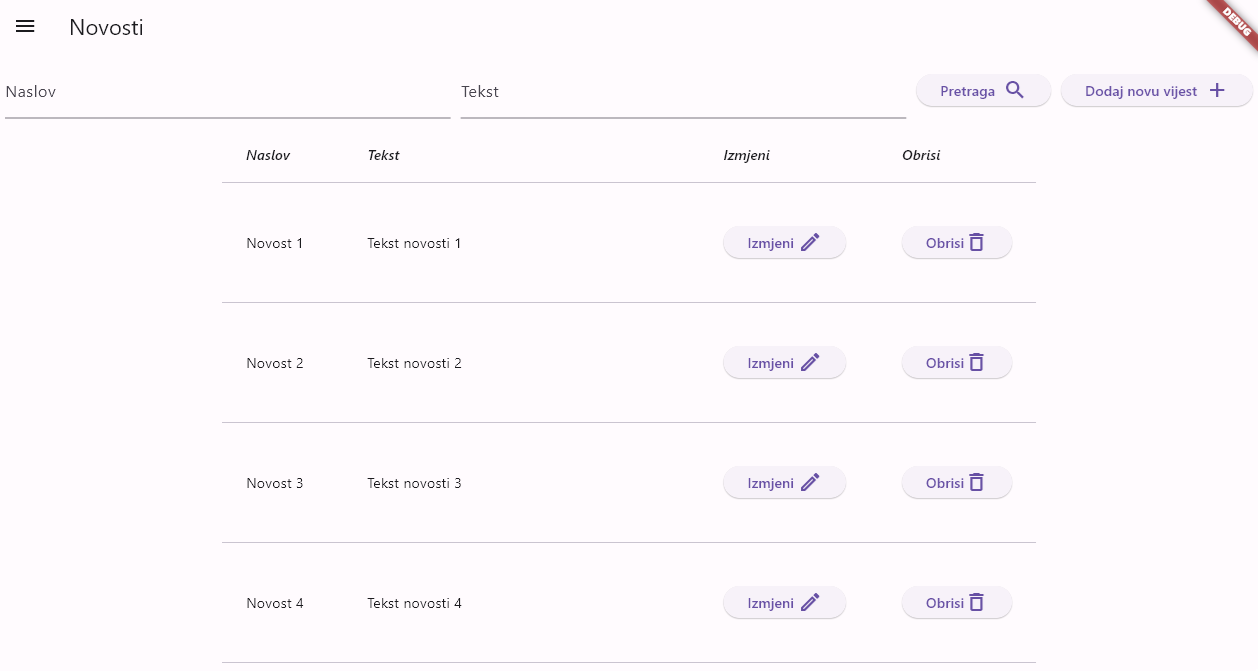 Novosti
DEBUG
Naslov Tekst Pretraga Dodaj novu vijest
Naslov Tekst Izmjeni Obrisi
Novost 1 Tekst novosti 1 Izmjeni Obrisi
Novost 2 Tekst novosti 2 Izmjeni Obrisi
Novost 3 Tekst novosti 3 Izmjeni Obrisi
Novost 4 Tekst novosti 4 Izmjeni Obrisi